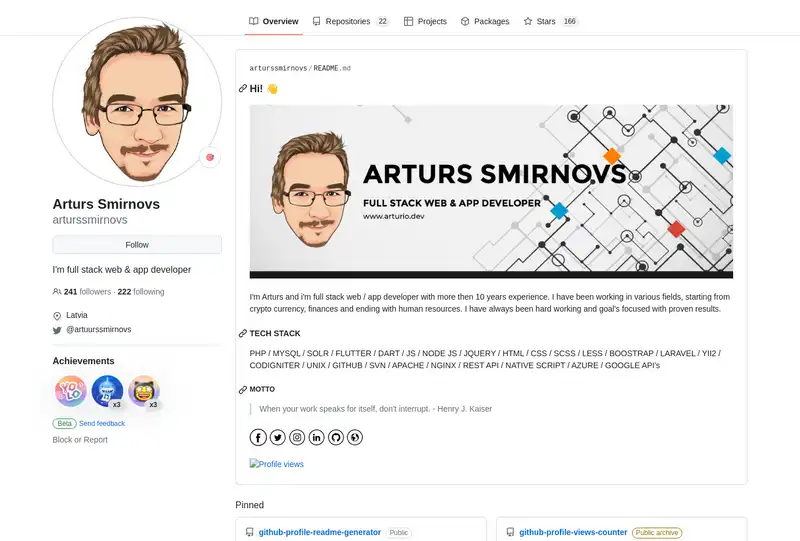 Overview
Repositories 22
Projects
Packages
Stars 166
arturssmirnovs/README.md
Hi! 👋
ARTURS SMIRNOVS
FULL STACK WEB & APP DEVELOPER
www.arturio.dev
Arturs Smirnovs
arturssmirnovs
Follow
I'm full stack web & app developer
241 followers · 222 following
Latvia
@artuurssmirnovs
Achievements
YOLO
x3
x3
Beta Send feedback
Block or Report
I'm Arturs and i'm full stack web / app developer with more then 10 years experience. I have been working in various fields, starting from
crypto currency, finances and ending with human resources. I have always been hard working and goal's focused with proven results.
TECH STACK
PHP / MYSQL / SOLR / FLUTTER / DART / JS / NODE JS / JQUERY / HTML / CSS / SCSS / LESS / BOOSTRAP / LARAVEL / YII2 /
CODIGNITER / UNIX / GITHUB / SVN / APACHE / NGINX / REST API / NATIVE SCRIPT / AZURE / GOOGLE API's
MOTTO
When your work speaks for itself, don't interrupt. - Henry J. Kaiser
Profile views
Pinned
github-profile-readme-generator Public
github-profile-views-counter Public archive